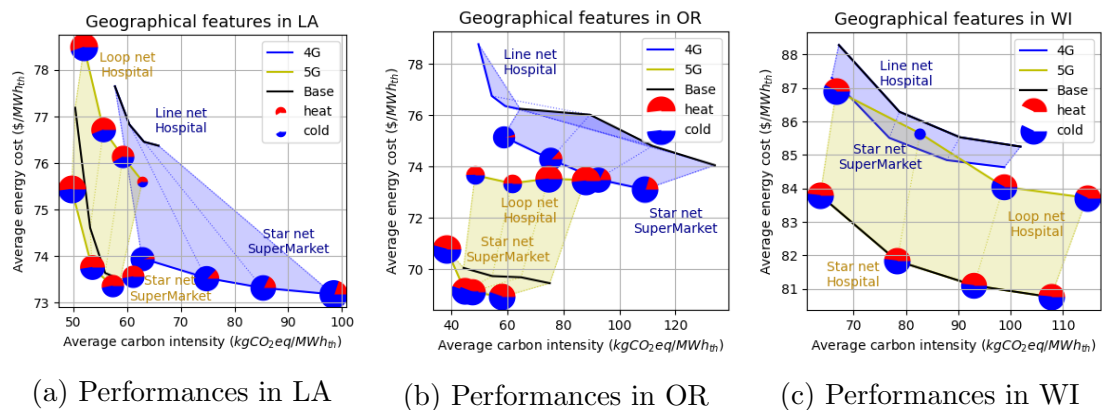 Geographical features in LA
Average energy cost ($/MWh_th)
78
77
76
75
74
73
50
60
70
80
90
100
Average carbon intensity (kgCO_2eq/MWh_th)
4G
5G
Base
heat
cold
Loop net
Hospital
Line net
Hospital
Star net
SuperMarket
Star net
SuperMarket
(a) Performances in LA
Geographical features in OR
Average energy cost ($/MWh_th)
78
76
74
72
70
40
60
80
100
120
Average carbon intensity (kgCO_2eq/MWh_th)
4G
5G
Base
heat
cold
Line net
Hospital
Loop net
Hospital
Star net
SuperMarket
Star net
SuperMarket
(b) Performances in OR
Geographical features in WI
Average energy cost ($/MWh_th)
88
87
86
85
84
83
82
81
70
80
90
100
110
Average carbon intensity (kgCO_2eq/MWh_th)
4G
5G
Base
heat
cold
Line net
Hospital
Star net
SuperMarket
Loop net
Hospital
Star net
Hospital
(c) Performances in WI